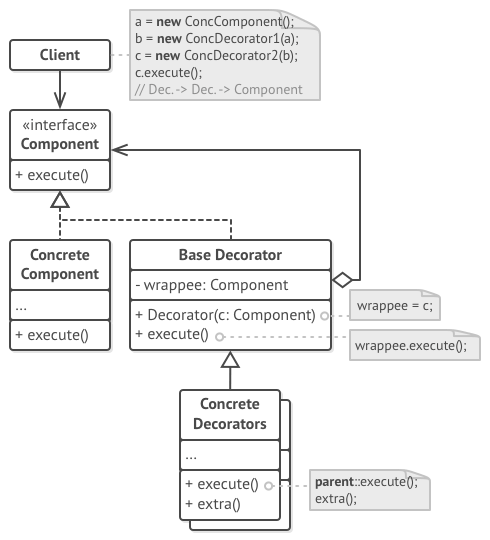 a = new ConcComponent();
b = new ConcDecorator1(a);
c = new ConcDecorator2(b);
c.execute();
// Dec. -> Dec. -> Component
Client
«interface»
Component
+ execute()
Concrete
Component
...
+ execute()
Base Decorator
- wrappee: Component
+ Decorator(c: Component)
+ execute()
wrappee = c;
wrappee.execute();
Concrete
Decorators
...
+ execute()
+ extra()
parent::execute();
extra();